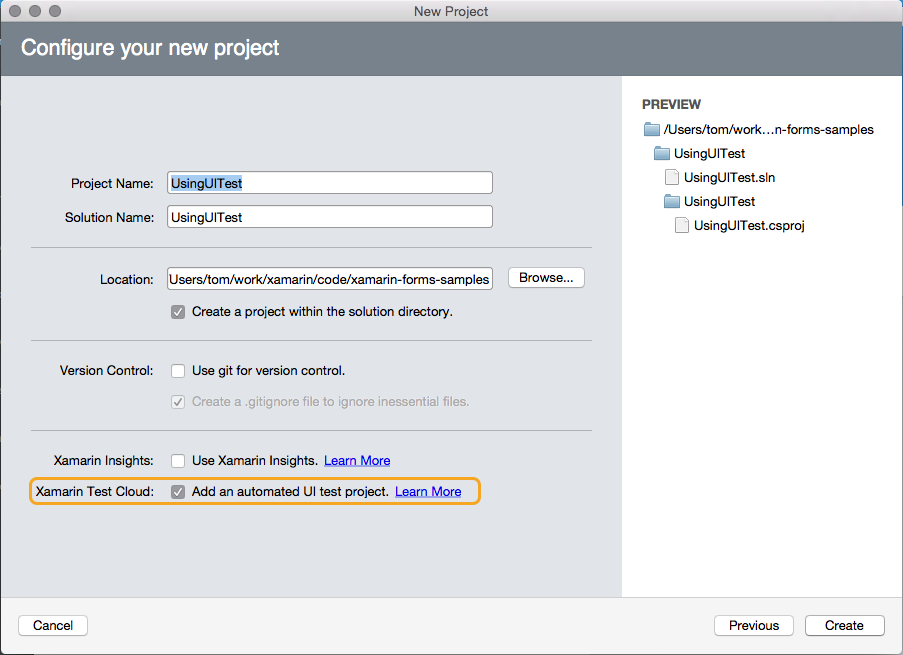 New Project
Configure your new project
Project Name: UsingUITest
Solution Name: UsingUITest
Location: Users/tom/work/xamarin/code/xamarin-forms-samples Browse...
Create a project within the solution directory.
Version Control: Use git for version control.
Create a .gitignore file to ignore inessential files.
Xamarin Insights: Use Xamarin Insights. Learn More
Xamarin Test Cloud: Add an automated UI test project. Learn More
PREVIEW
/Users/tom/work...n-forms-samples
UsingUITest
UsingUITest.sln
UsingUITest
UsingUITest.csproj
Cancel Previous Create